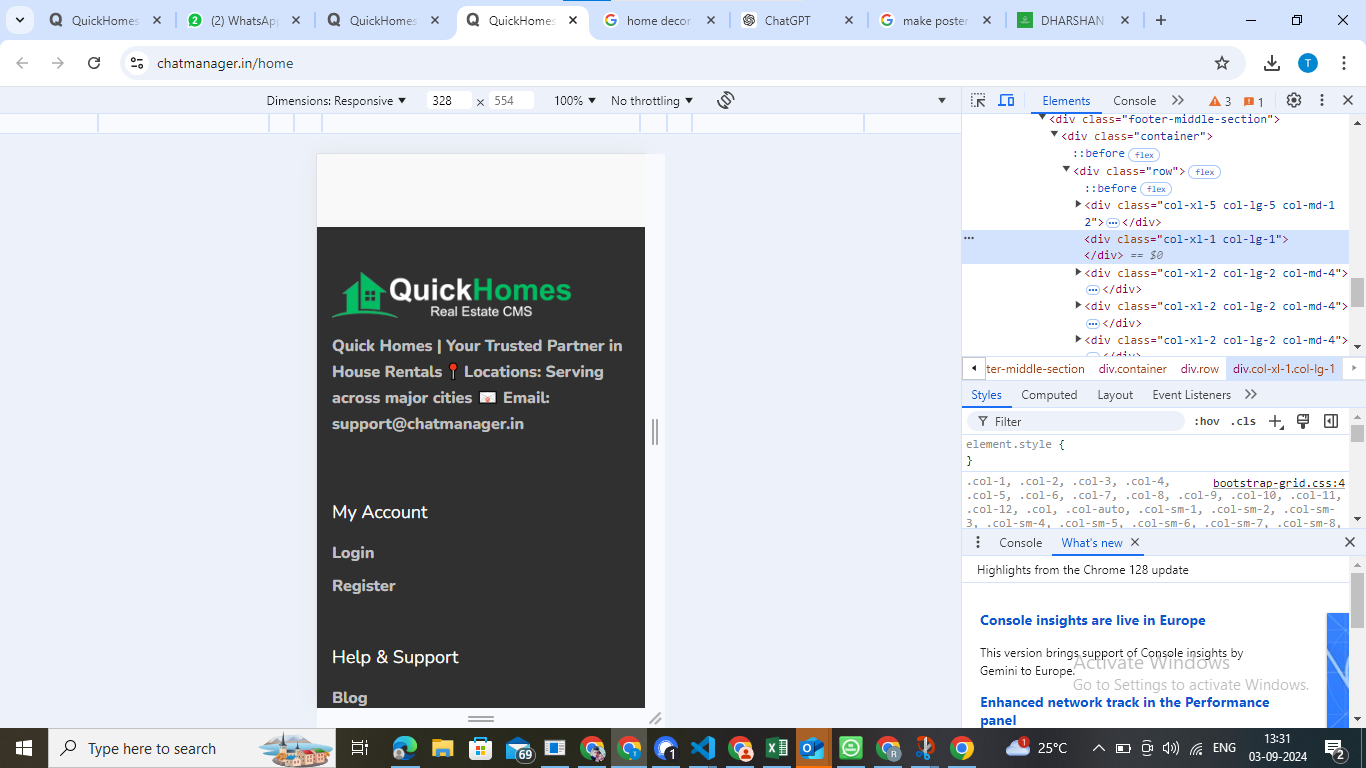 QuickHomes
(2) WhatsApp
QuickHomes
QuickHomes
home decor
ChatGPT
make poster
DHARSHAN
chatmanager.in/home
T
Dimensions: Responsive
328 × 554
100%
No throttling
Elements
Console
3
1
<div class="footer-middle-section">
<div class="container">
::before flex
<div class="row"> flex
::before flex
<div class="col-xl-5 col-lg-5 col-md-1
2"> … </div>
… <div class="col-xl-1 col-lg-1">
</div> == $0
<div class="col-xl-2 col-lg-2 col-md-4">
… </div>
<div class="col-xl-2 col-lg-2 col-md-4">
… </div>
<div class="col-xl-2 col-lg-2 col-md-4">
… </div>
ter-middle-section div.container div.row div.col-xl-1.col-lg-1
Styles Computed Layout Event Listeners
Filter :hov .cls
element.style {
}
.col-1, .col-2, .col-3, .col-4, bootstrap-grid.css:4
.col-5, .col-6, .col-7, .col-8, .col-9, .col-10, .col-11,
.col-12, .col, .col-auto, .col-sm-1, .col-sm-2, .col-sm-
3, .col-sm-4, .col-sm-5, .col-sm-6, .col-sm-7, .col-sm-8,
Console What's new
Highlights from the Chrome 128 update
Console insights are live in Europe
This version brings support of Console insights by
Gemini to Europe.
Enhanced network track in the Performance
panel
Activate Windows
Go to Settings to activate Windows.
QuickHomes
Real Estate CMS
Quick Homes | Your Trusted Partner in
House Rentals 📍 Locations: Serving
across major cities 💌 Email:
support@chatmanager.in
My Account
Login
Register
Help & Support
Blog
Type here to search
69
1
R
25°C
ENG
13:31
03-09-2024
2